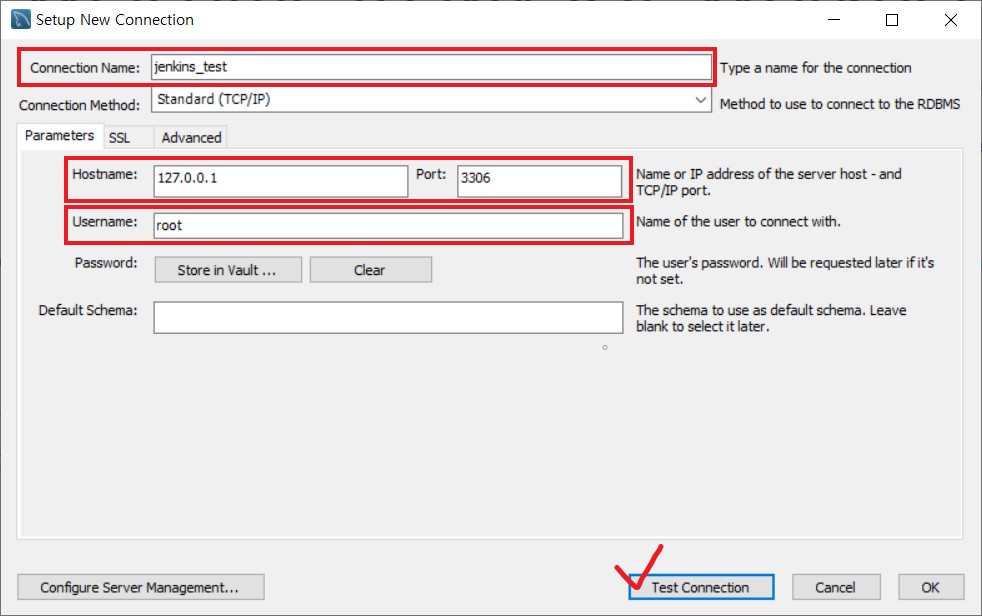 Setup New Connection
Connection Name: jenkins_test Type a name for the connection
Connection Method: Standard (TCP/IP) Method to use to connect to the RDBMS
Parameters SSL Advanced
Hostname: 127.0.0.1 Port: 3306 Name or IP address of the server host - and
TCP/IP port.
Username: root Name of the user to connect with.
Password: Store in Vault ... Clear The user's password. Will be requested later if it's
not set.
Default Schema: The schema to use as default schema. Leave
blank to select it later.
Configure Server Management... Test Connection Cancel OK